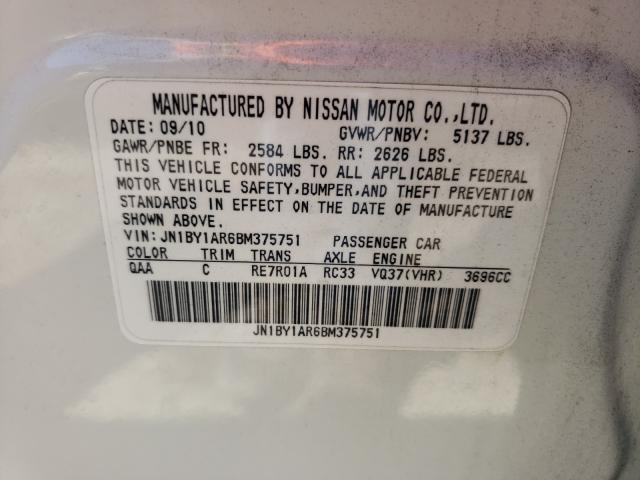 MANUFACTURED BY NISSAN MOTOR CO.,LTD.
DATE: 09/10 GVWR/PNBV: 5137 LBS.
GAWR/PNBE FR: 2584 LBS. RR: 2626 LBS.
THIS VEHICLE CONFORMS TO ALL APPLICABLE FEDERAL
MOTOR VEHICLE SAFETY,BUMPER,AND THEFT PREVENTION
STANDARDS IN EFFECT ON THE DATE OF MANUFACTURE
SHOWN ABOVE.
VIN: JN1BY1AR6BM375751 PASSENGER CAR
COLOR TRIM TRANS AXLE ENGINE
QAA C RE7R01A RC33 VQ37(VHR) 3696CC
JN1BY1AR6BM375751